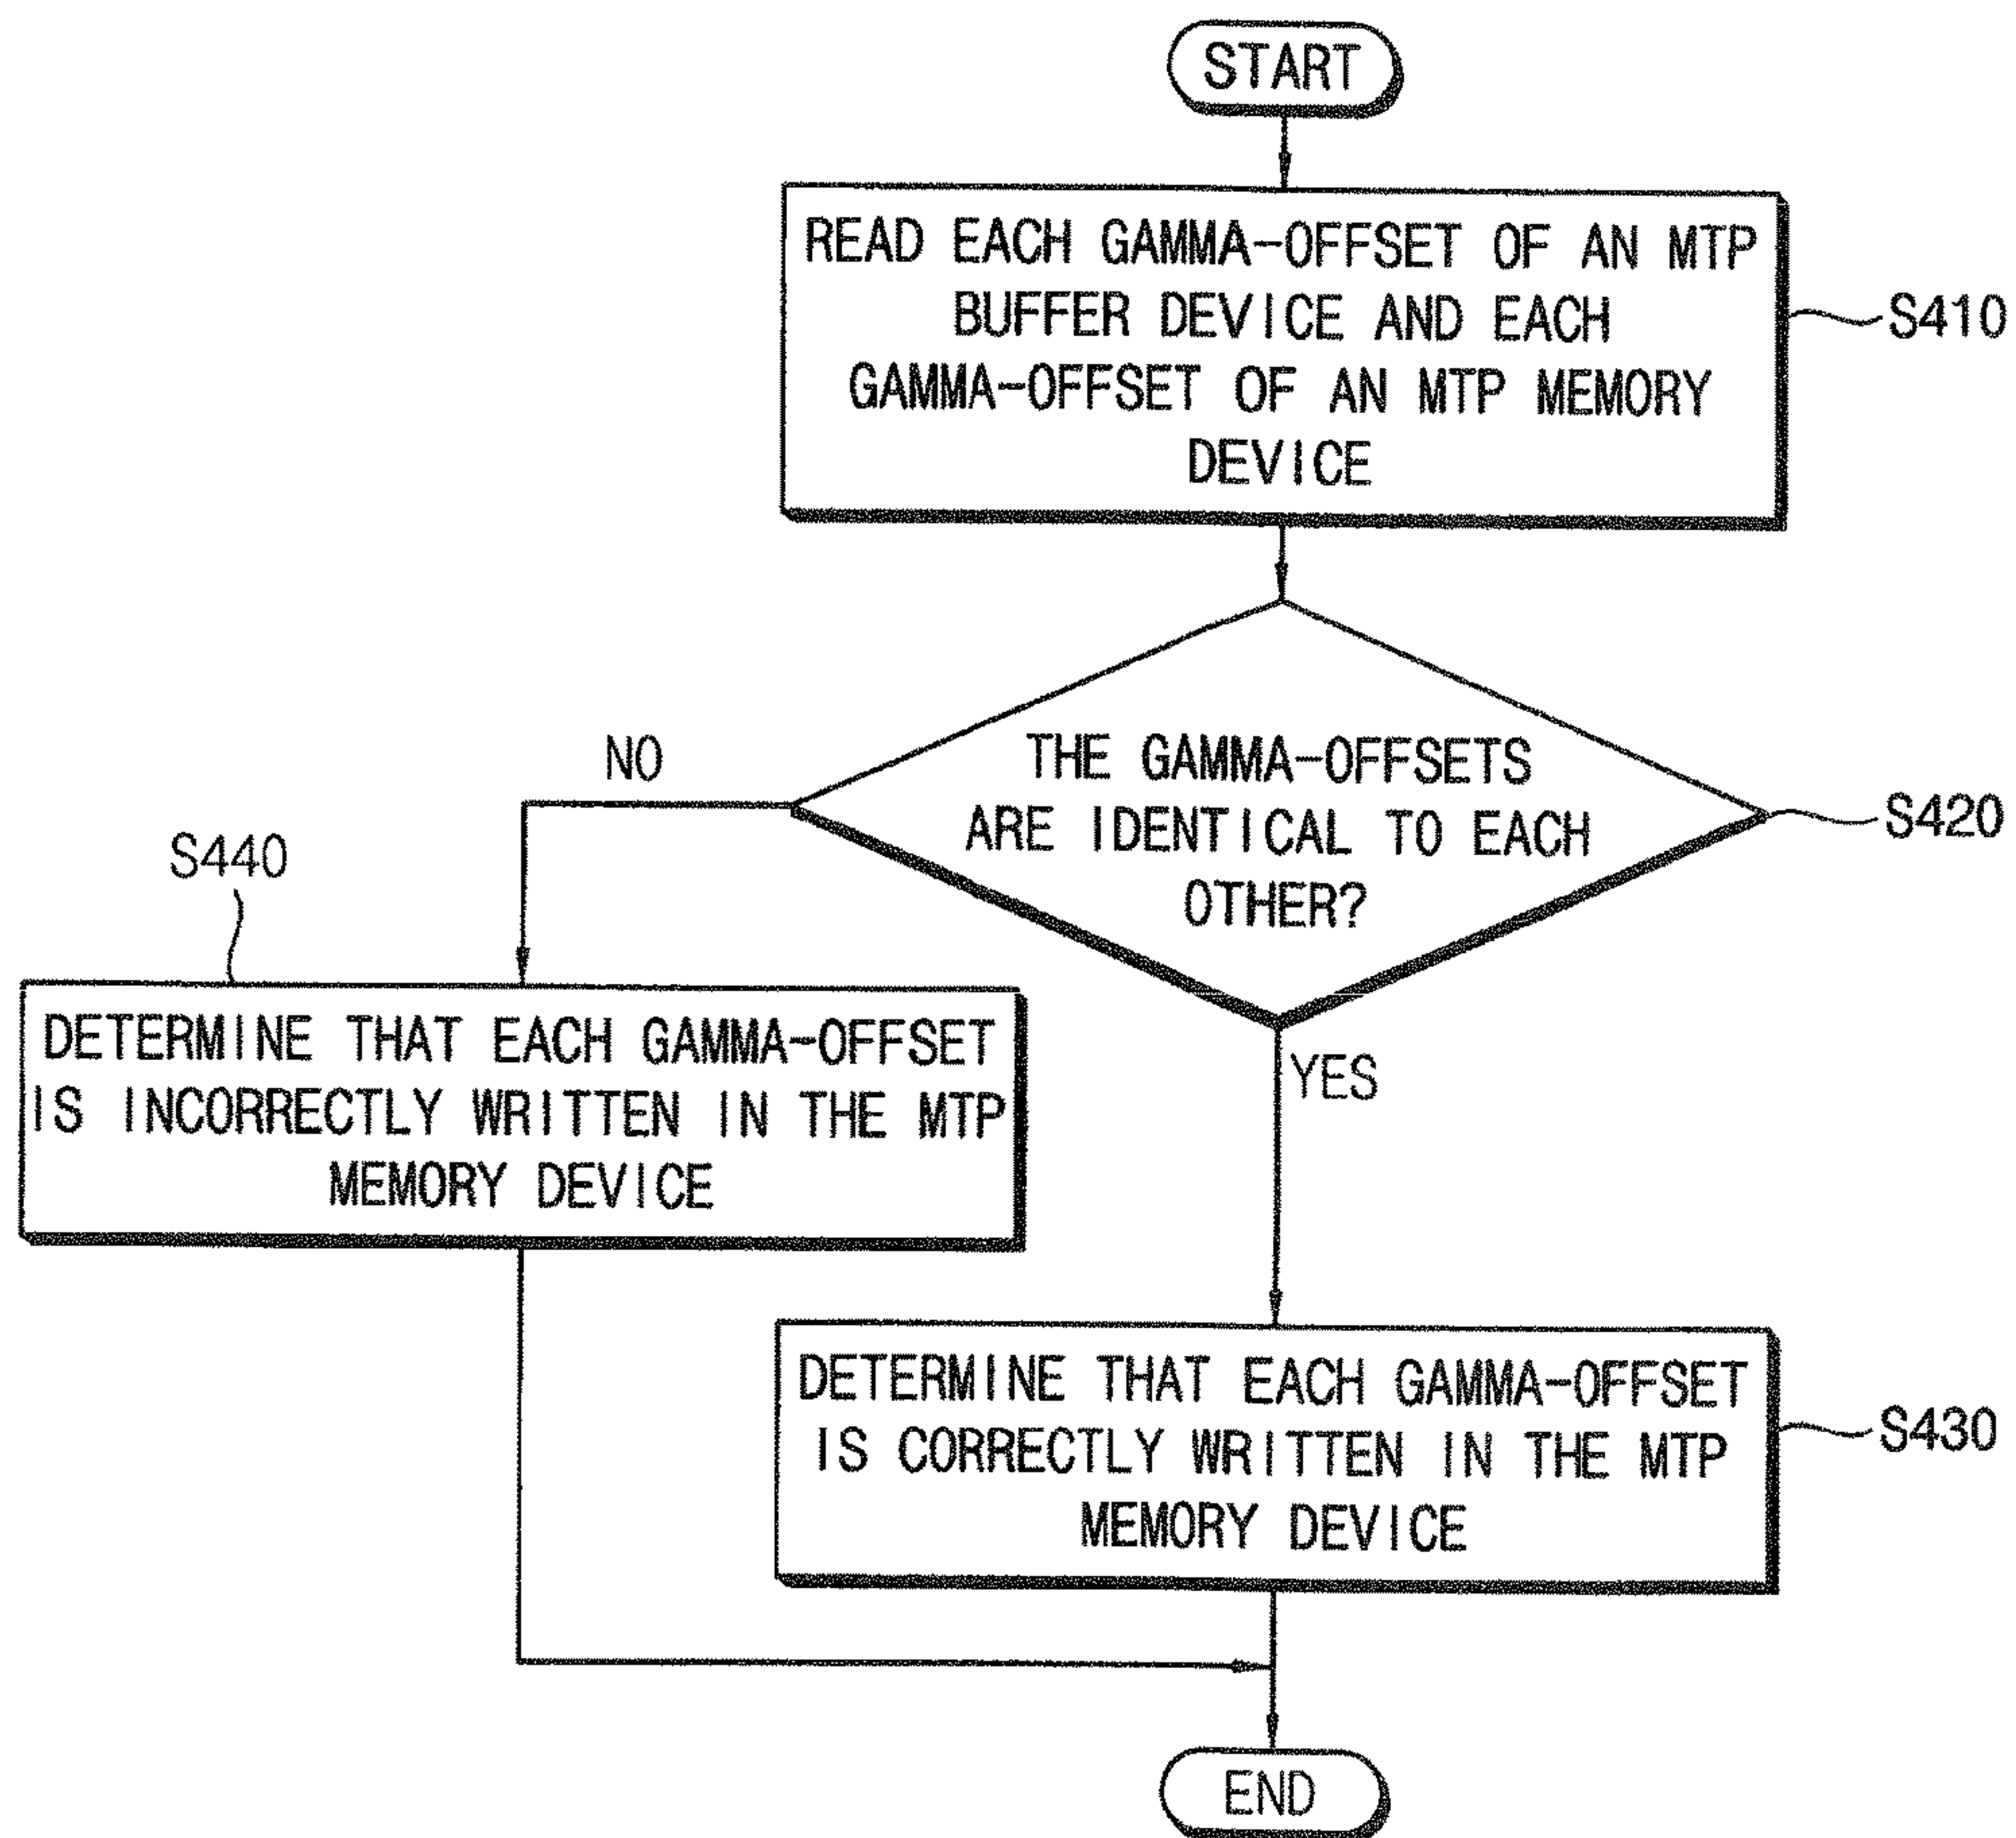 START
READ EACH GAMMA-OFFSET OF AN MTP
BUFFER DEVICE AND EACH
GAMMA-OFFSET OF AN MTP MEMORY
DEVICE
S410
THE GAMMA-OFFSETS
ARE IDENTICAL TO EACH
OTHER?
S420
NO
S440
DETERMINE THAT EACH GAMMA-OFFSET
IS INCORRECTLY WRITTEN IN THE MTP
MEMORY DEVICE
YES
DETERMINE THAT EACH GAMMA-OFFSET
IS CORRECTLY WRITTEN IN THE MTP
MEMORY DEVICE
S430
END